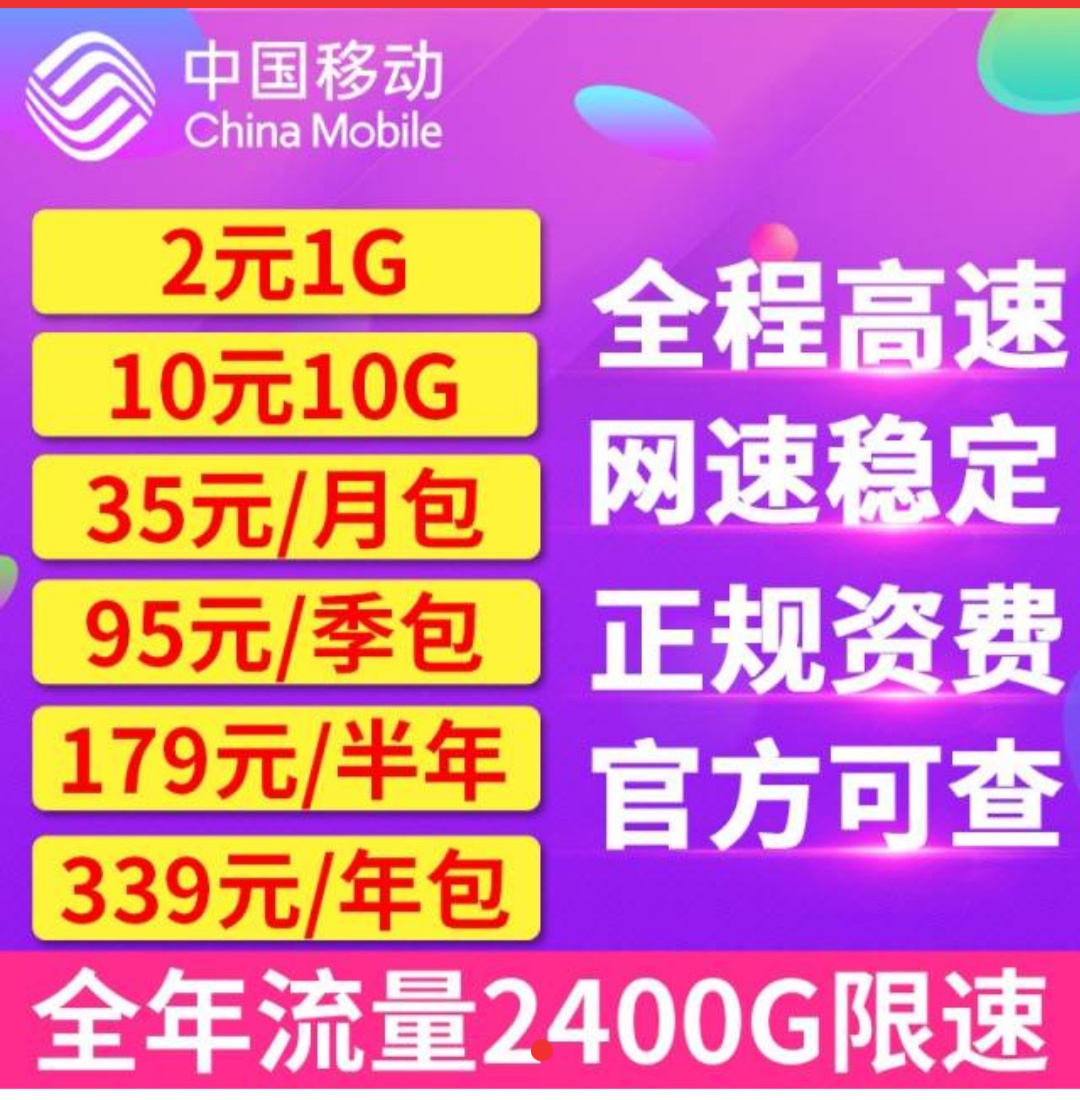 中国移动
China Mobile
2元1G
10元10G
35元/月包
95元/季包
179元/半年
339元/年包
全程高速
网速稳定
正规资费
官方可查
全年流量2400G限速